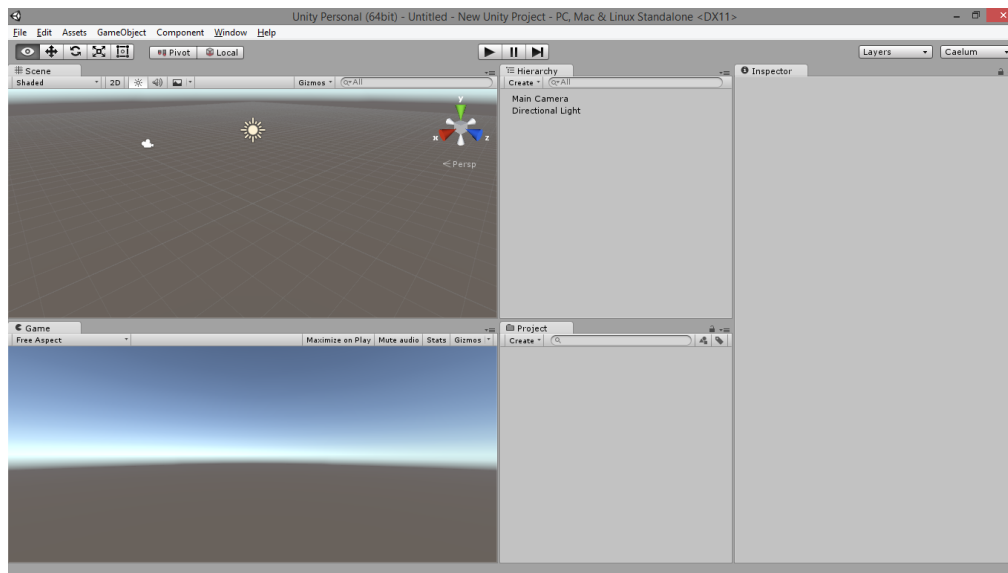 Unity Personal (64bit) - Untitled - New Unity Project - PC, Mac & Linux Standalone <DX11>
File Edit Assets GameObject Component Window Help
Pivot Local Layers Caelum
Scene
Shaded 2D Gizmos All
y
x z
Persp
Hierarchy
Create All
Main Camera
Directional Light
Inspector
Game
Free Aspect Maximize on Play Mute audio Stats Gizmos
Project
Create